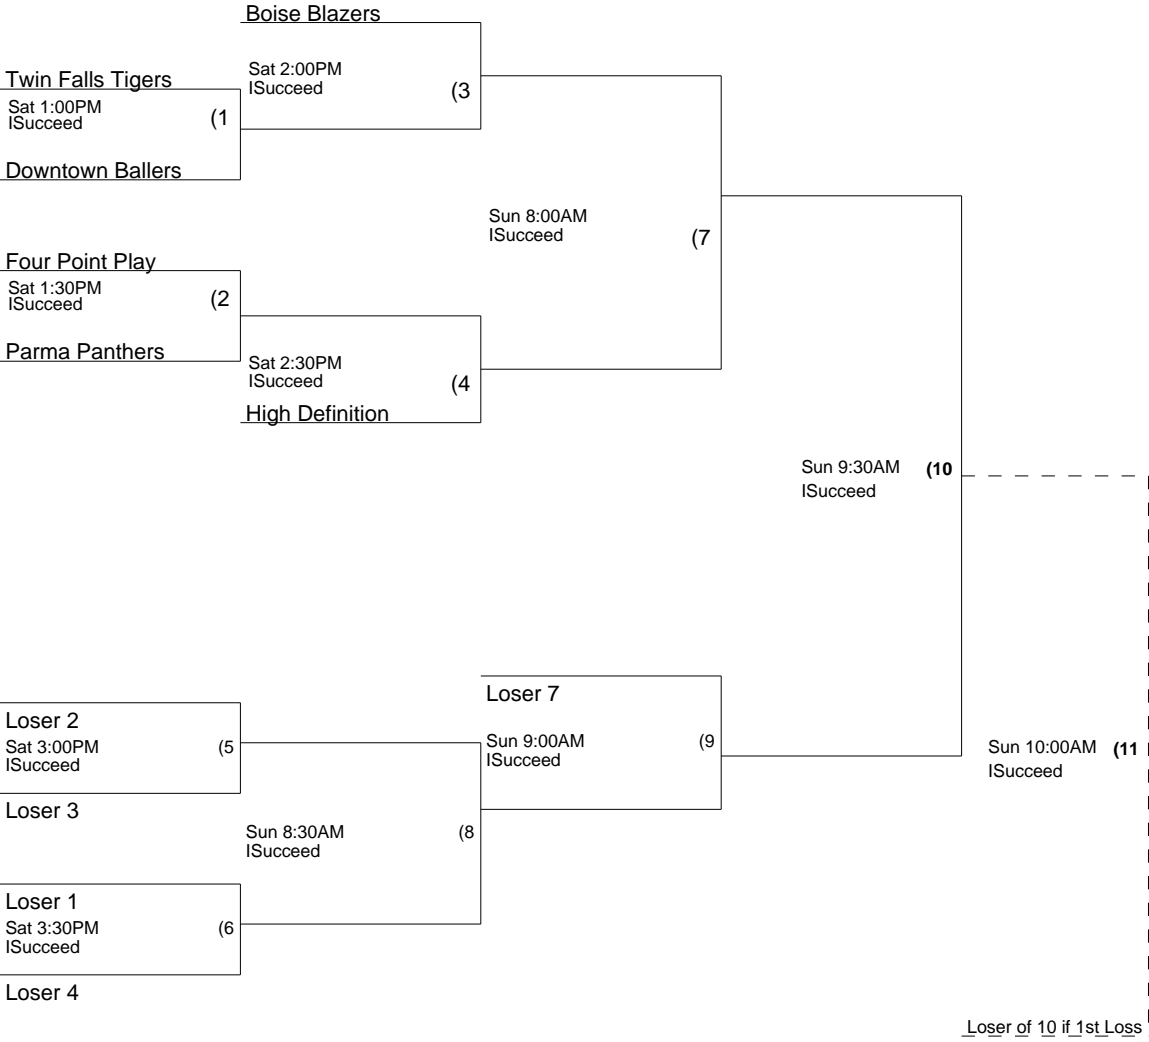 Boise Blazers
Sat 2:00PM
ISucceed
(3
Twin Falls Tigers
Sat 1:00PM
ISucceed
(1
Downtown Ballers
Sun 8:00AM
ISucceed
(7
Four Point Play
Sat 1:30PM
ISucceed
(2
Parma Panthers
Sat 2:30PM
ISucceed
(4
High Definition
Sun 9:30AM
ISucceed
(10
Loser 7
Sun 9:00AM
ISucceed
(9
Loser 2
Sat 3:00PM
ISucceed
(5
Loser 3
Sun 10:00AM
ISucceed
(11
Sun 8:30AM
ISucceed
(8
Loser 1
Sat 3:30PM
ISucceed
(6
Loser 4
Loser of 10 if 1st Loss